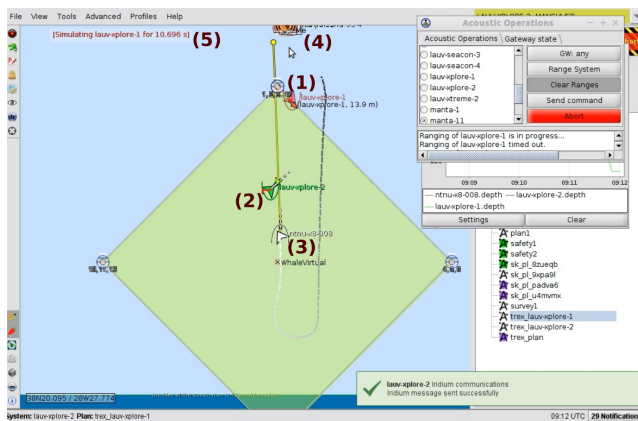 File View Tools Advanced Profiles Help
[Simulating lauv-xplore-1 for 10.696 s]
(5)
(4)
(1)
lauv-xplore-1
(lauv-xplore-1, 13.9 m)
lauv-xplore-2
(2)
ntnu-x8-008
(3)
WhaleVirtual
38N20.095 / 28W27.774
System: lauv-xplore-2 Plan: trex_lauv-xplore-1
Acoustic Operations
Acoustic Operations
Gateway state
lauv-seacon-3
lauv-seacon-4
lauv-xplore-1
lauv-xplore-2
lauv-xtreme-2
manta-1
manta-11
GW: any
Range System
Clear Ranges
Send command
Abort
Ranging of lauv-xplore-1 is in progress...
Ranging of lauv-xplore-1 timed out.
09:09 09:10 09:11 09:12
ntnu-x8-008.depth lauv-xplore-2.depth
lauv-xplore-1.depth
Settings Clear
plan1
safety1
safety2
sk_pl_8zueqb
sk_pl_9xpa9l
sk_pl_padva6
sk_pl_u4mvmx
survey1
trex_lauv-xplore-1
trex_lauv-xplore-2
trex_plan
lauv-xplore-2 Iridium communications
Iridium message sent successfully
09:12 UTC 29 Notification